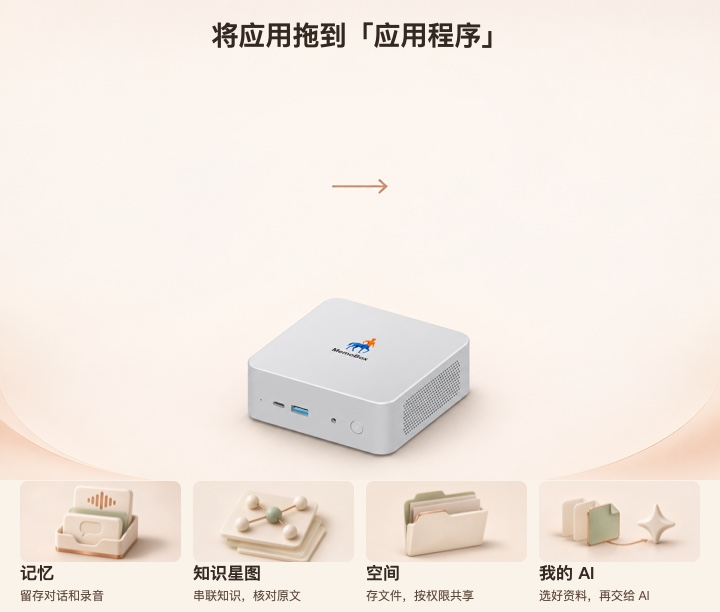 将应用拖到「应用程序」
MemoBox
记忆
留存对话和录音
知识星图
串联知识，核对原文
空间
存文件，按权限共享
我的 AI
选好资料，再交给 AI